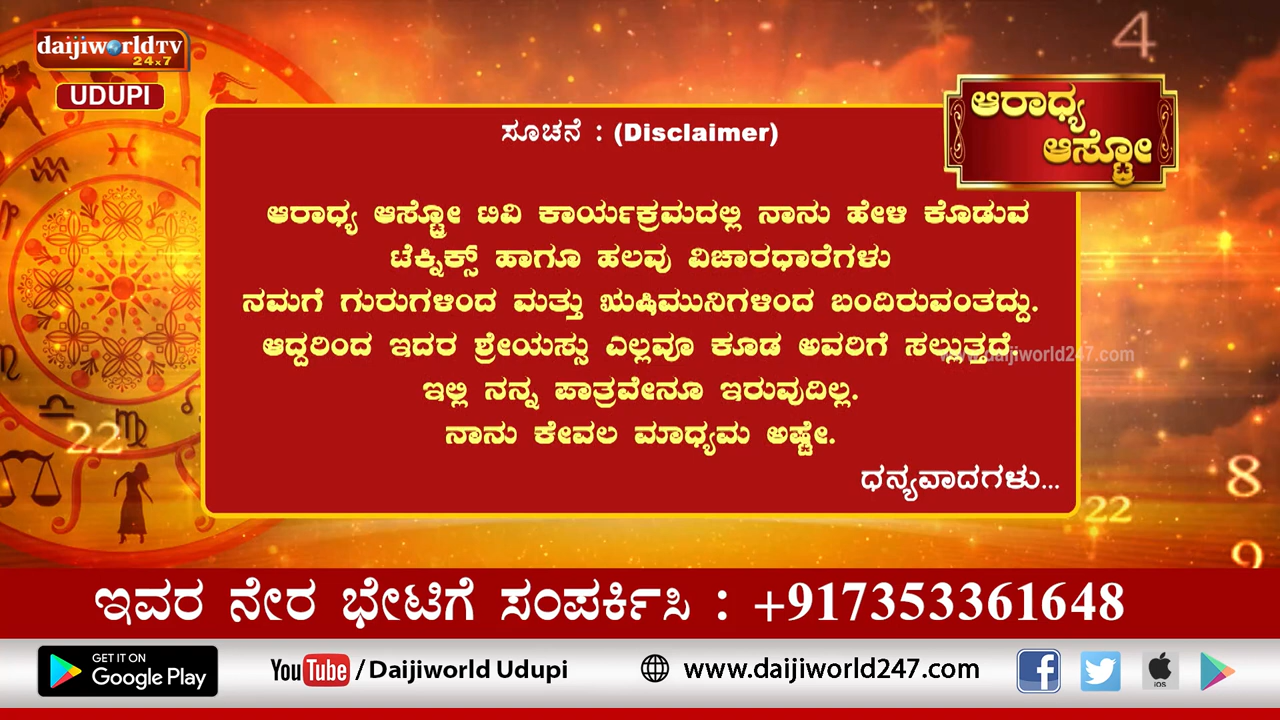 daijiworldTV
24x7
UDUPI
4
ಆರಾಧ್ಯ
ಆಸ್ಟ್ರೋ
ಸೂಚನೆ : (Disclaimer)
ಆರಾಧ್ಯ ಆಸ್ಟ್ರೋ ಟಿವಿ ಕಾರ್ಯಕ್ರಮದಲ್ಲಿ ನಾನು ಹೇಳಿ ಕೊಡುವ
ಟೆಕ್ನಿಕ್ಸ್ ಹಾಗೂ ಹಲವು ವಿಚಾರಧಾರೆಗಳು
ನಮಗೆ ಗುರುಗಳಿಂದ ಮತ್ತು ಋಷಿಮುನಿಗಳಿಂದ ಬಂದಿರುವಂತದ್ದು.
ಆದ್ದರಿಂದ ಇದರ ಶ್ರೇಯಸ್ಸು ಎಲ್ಲವೂ ಕೂಡ ಅವರಿಗೆ ಸಲ್ಲುತ್ತದೆ.
www.daijiworld247.com
ಇಲ್ಲಿ ನನ್ನ ಪಾತ್ರವೇನೂ ಇರುವುದಿಲ್ಲ.
ನಾನು ಕೇವಲ ಮಾಧ್ಯಮ ಅಷ್ಟೇ.
ಧನ್ಯವಾದಗಳು...
22
8
22
9
ಇವರ ನೇರ ಭೇಟಿಗೆ ಸಂಪರ್ಕಿಸಿ : +917353361648
GET IT ON
Google Play
YouTube / Daijiworld Udupi
www.daijiworld247.com
iOS